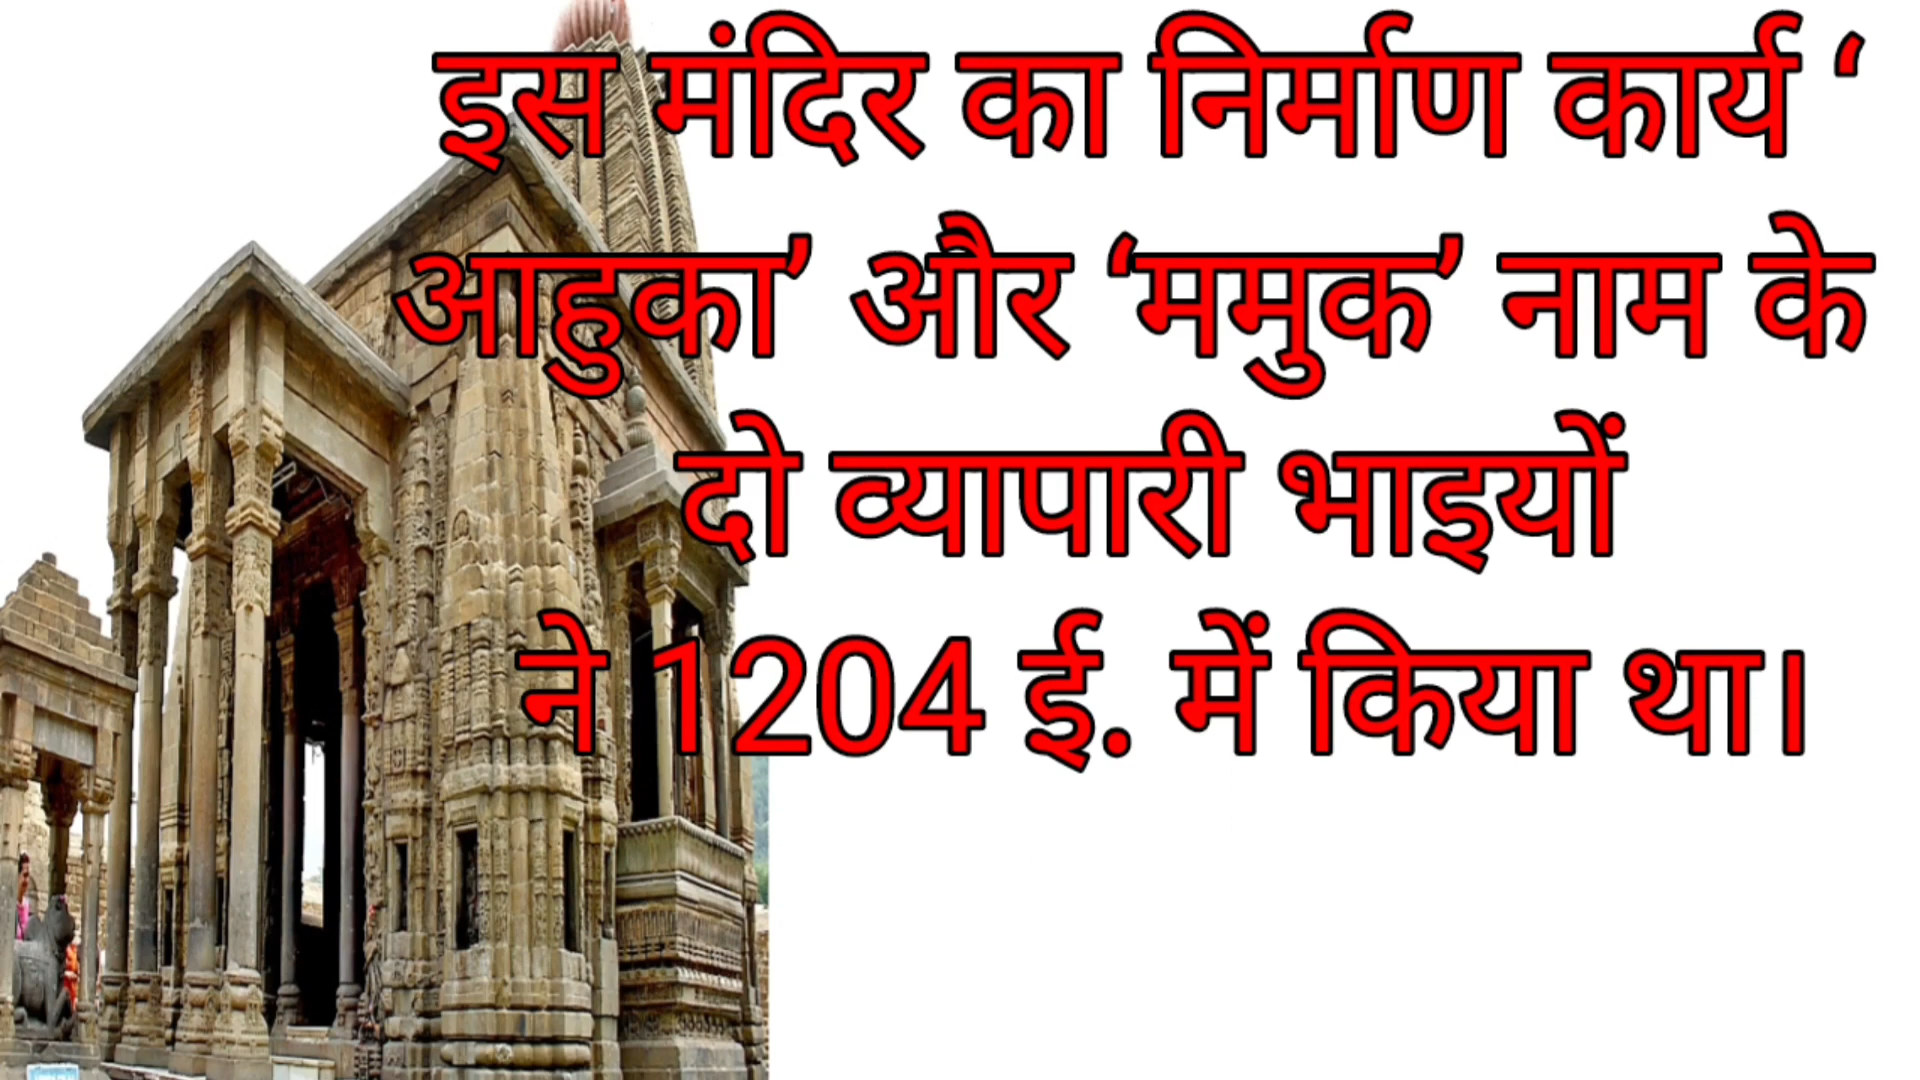 इस मंदिर का निर्माण कार्य ‘
आहुका’ और ‘ममुक’ नाम के
दो व्यापारी भाइयों
ने 1204 ई. में किया था।